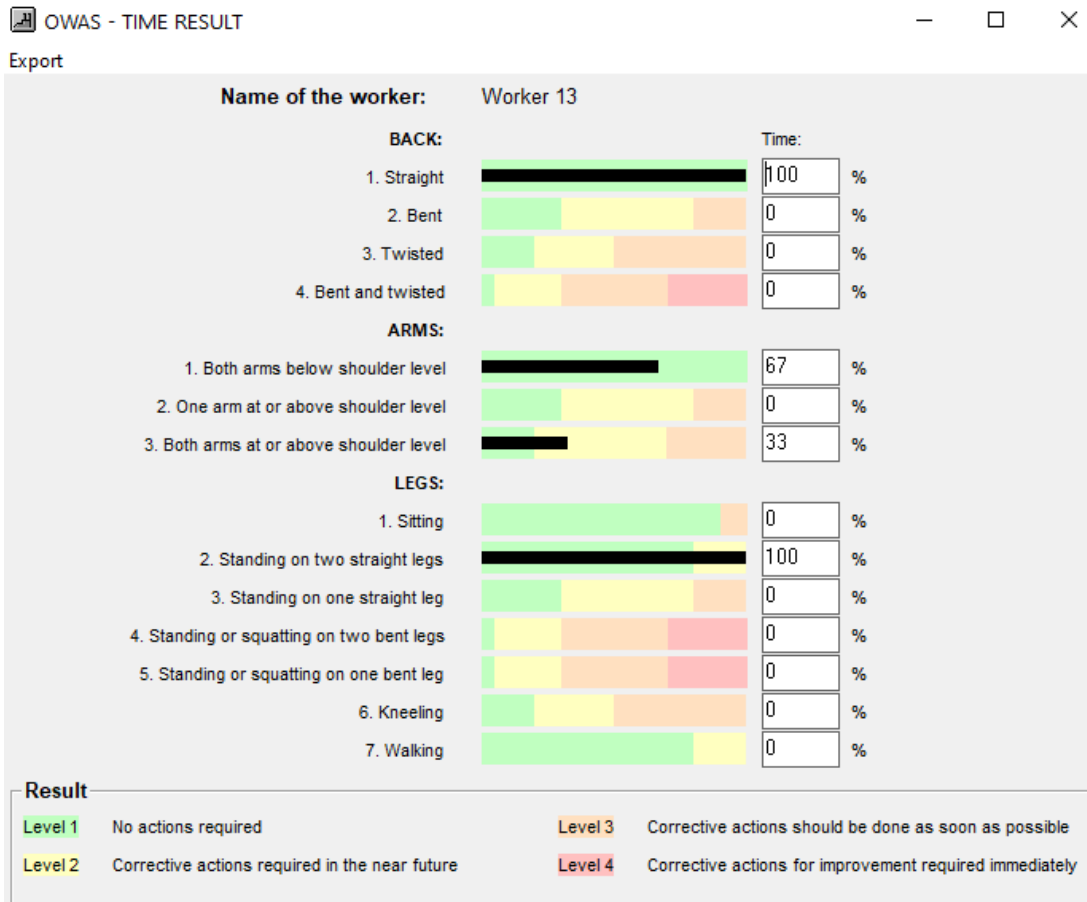 OWAS - TIME RESULT
Export
Name of the worker: Worker 13
BACK: Time:
1. Straight 100 %
2. Bent 0 %
3. Twisted 0 %
4. Bent and twisted 0 %
ARMS:
1. Both arms below shoulder level 67 %
2. One arm at or above shoulder level 0 %
3. Both arms at or above shoulder level 33 %
LEGS:
1. Sitting 0 %
2. Standing on two straight legs 100 %
3. Standing on one straight leg 0 %
4. Standing or squatting on two bent legs 0 %
5. Standing or squatting on one bent leg 0 %
6. Kneeling 0 %
7. Walking 0 %
Result
Level 1 No actions required Level 3 Corrective actions should be done as soon as possible
Level 2 Corrective actions required in the near future Level 4 Corrective actions for improvement required immediately